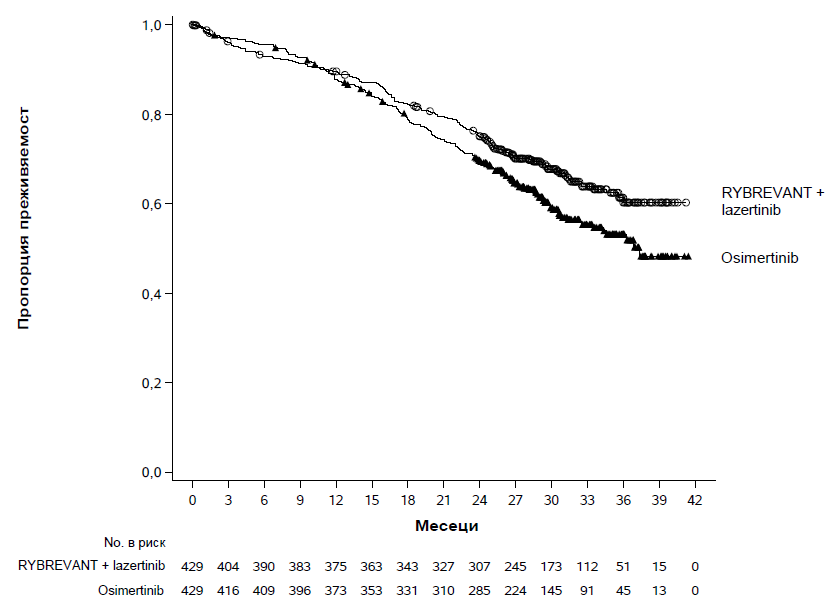 Пропорция преживяемост
1,0
0,8
0,6
0,4
0,2
0,0
RYBREVANT +
lazertinib
Osimertinib
0 3 6 9 12 15 18 21 24 27 30 33 36 39 42
Месеци
No. в риск
RYBREVANT + lazertinib 429 404 390 383 375 363 343 327 307 245 173 112 51 15 0
Osimertinib 429 416 409 396 373 353 331 310 285 224 145 91 45 13 0